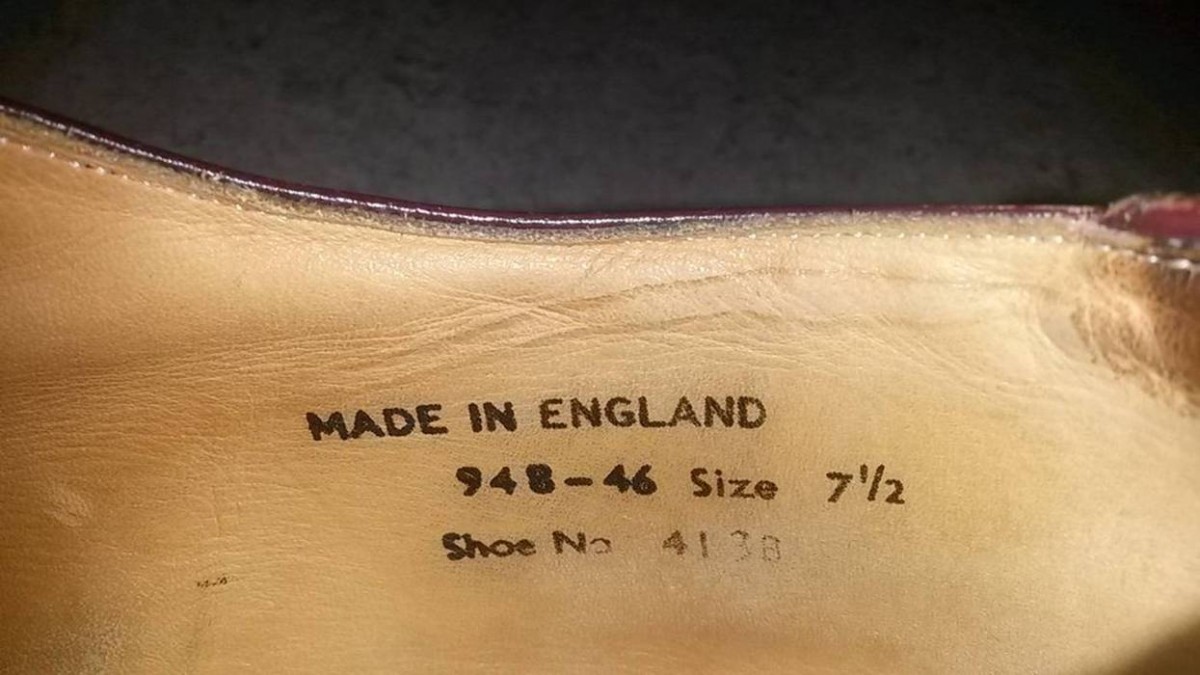 MADE IN ENGLAND
948-46 Size 7½
Shoe No 4138